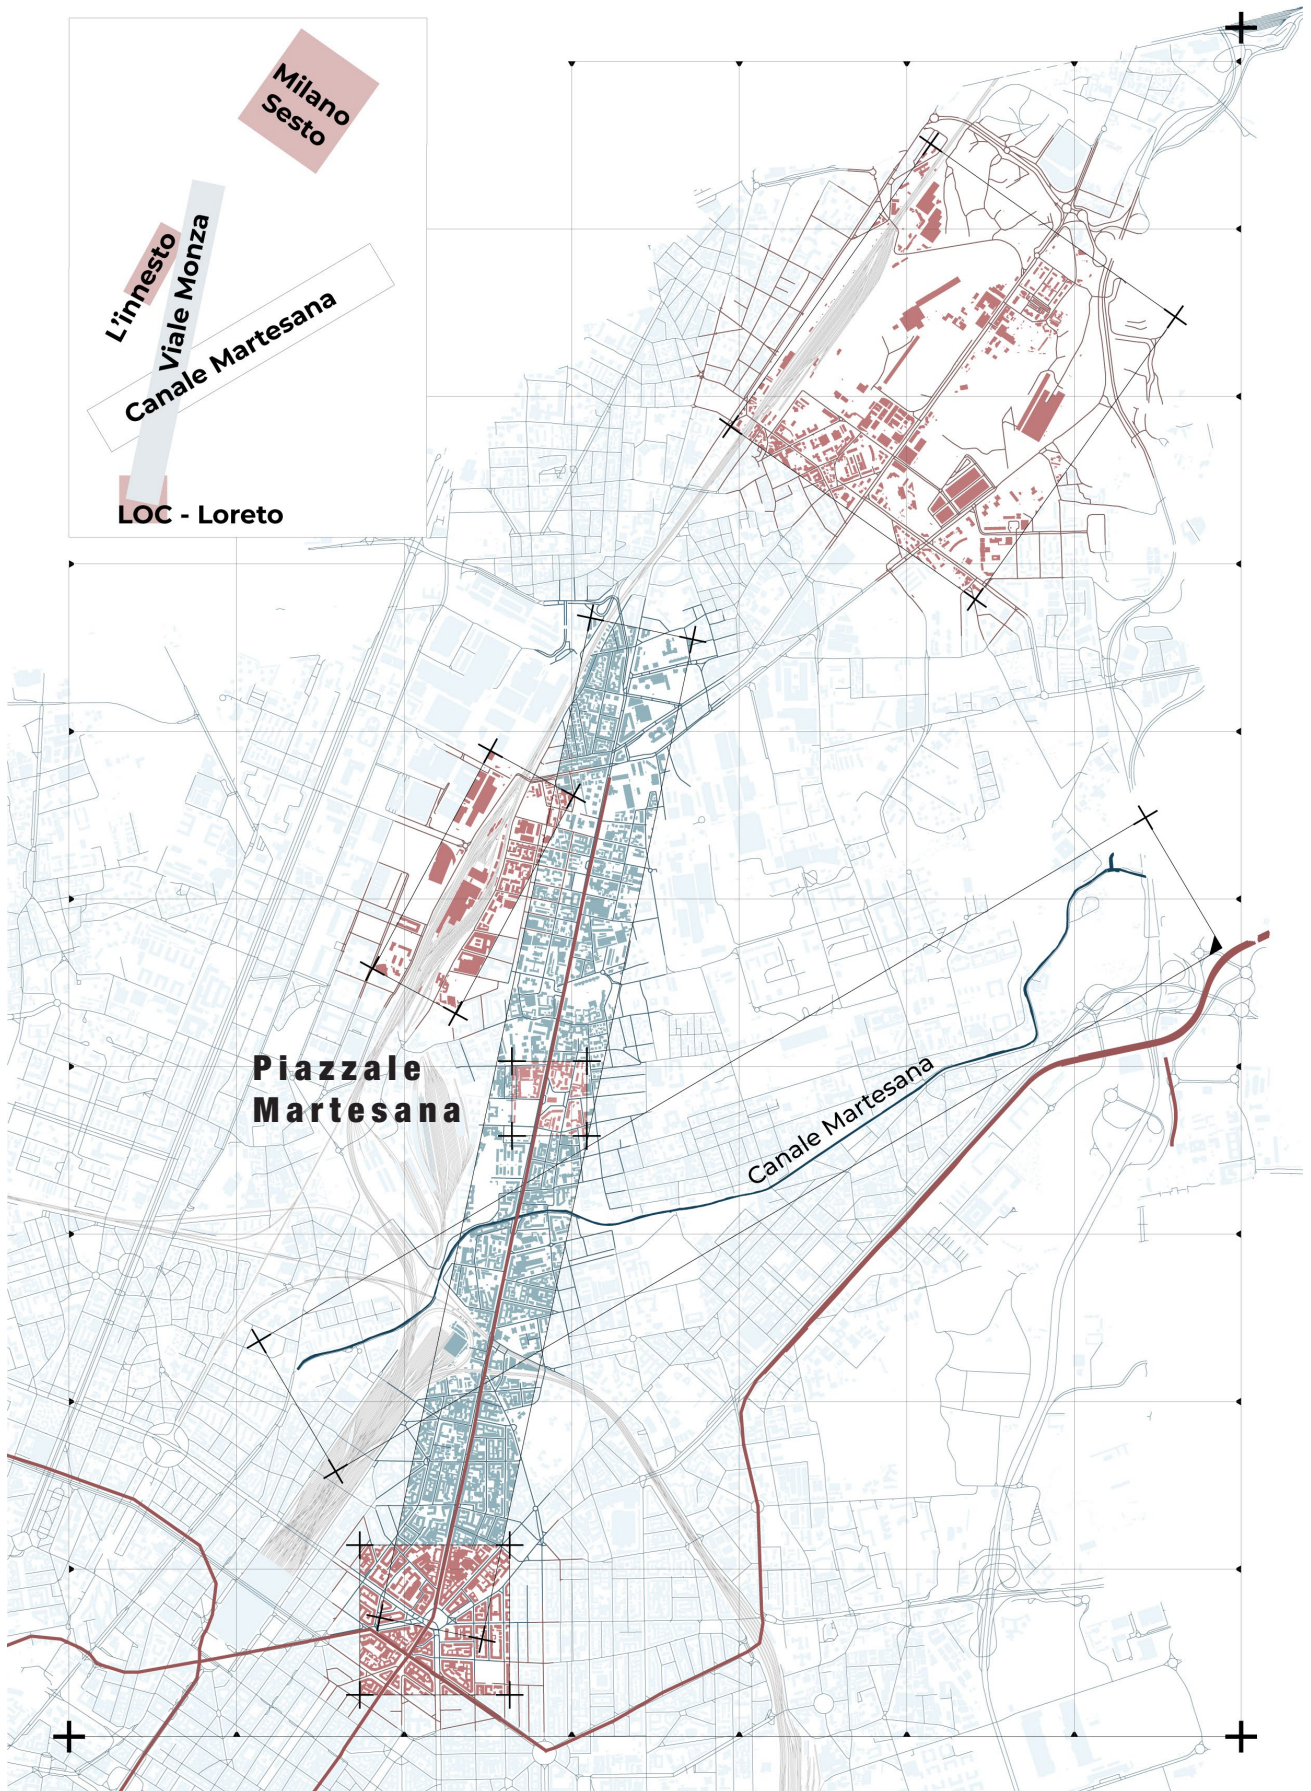 Milano
Sesto
L'innesto
Viale Monza
Canale Martesana
LOC - Loreto
Piazzale
Martesana
Canale Martesana